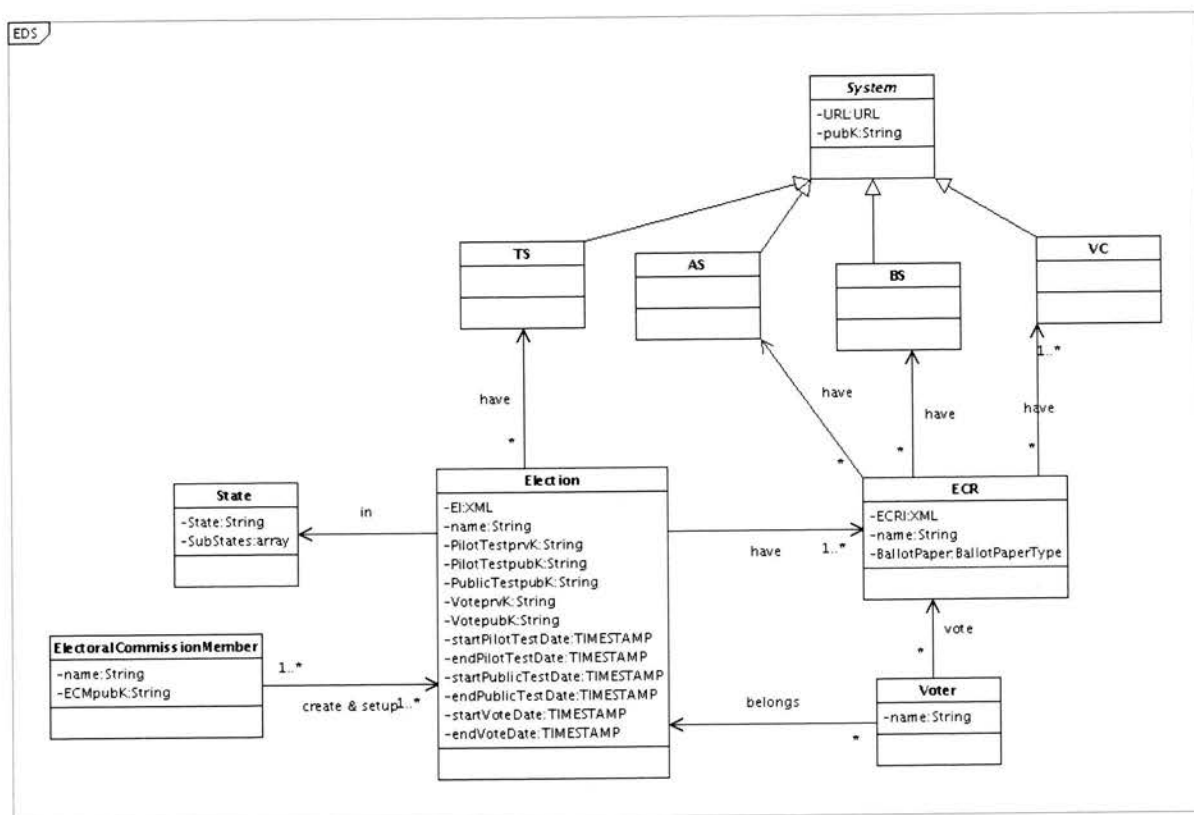 EDS
System
-URL:URL
-pubK:String
TS
AS
BS
VC
1..*
have
have
have
have
*
*
*
*
State
-State:String
-SubStates:array
in
Election
-EI:XML
-name:String
-PilotTestprvK:String
-PilotTestpubK:String
-PublicTestpubK:String
-VoteprvK:String
-VotepubK:String
-startPilotTestDate:TIMESTAMP
-endPilotTestDate:TIMESTAMP
-startPublicTestDate:TIMESTAMP
-endPublicTestDate:TIMESTAMP
-startVoteDate:TIMESTAMP
-endVoteDate:TIMESTAMP
have
1..*
ECR
-ECRI:XML
-name:String
-BallotPaper:BallotPaperType
ElectoralCommissionMember
-name:String
-ECMpubK:String
1..*
create & setup
1..*
vote
*
belongs
*
Voter
-name:String